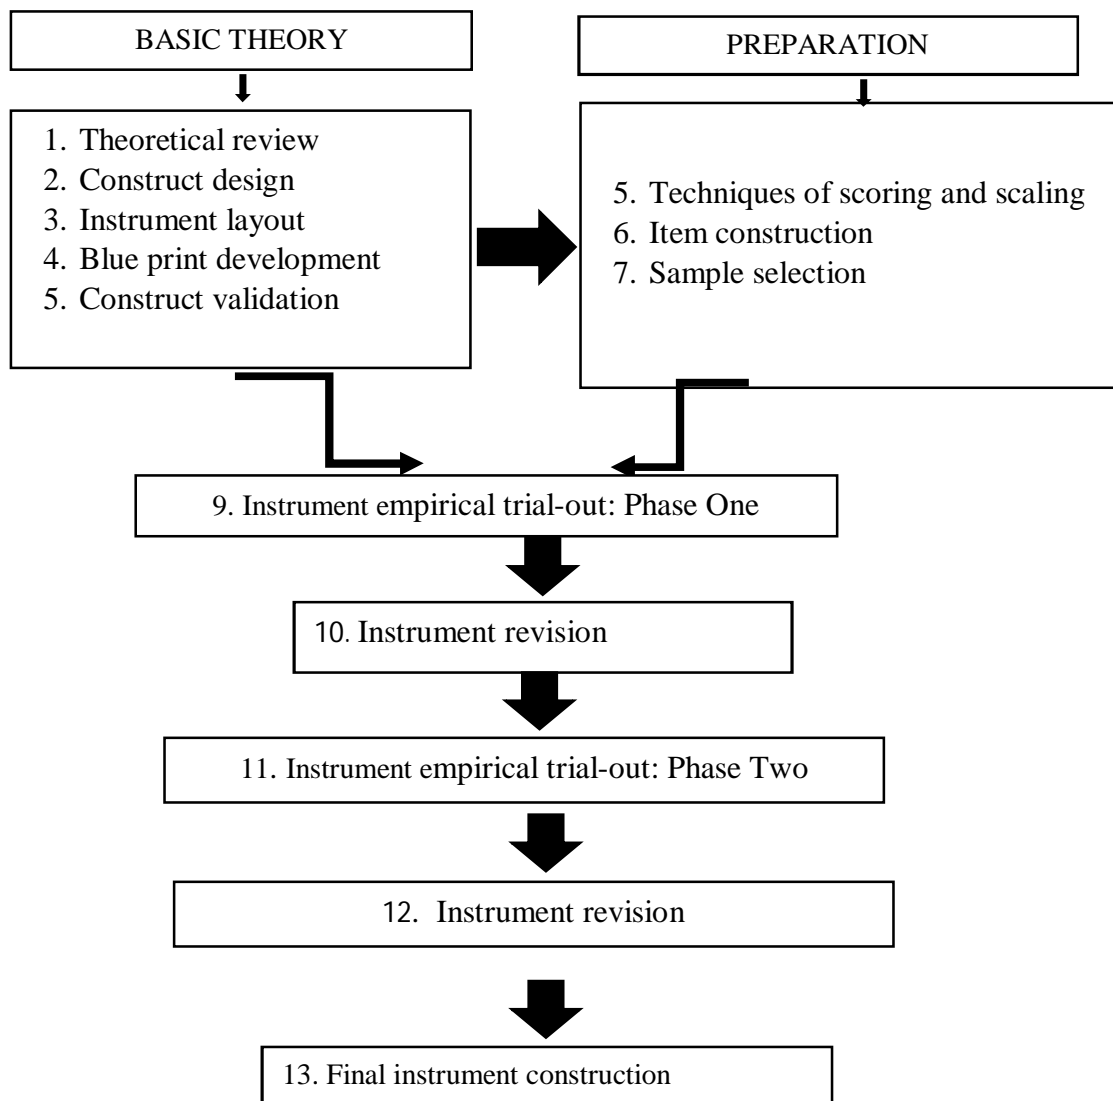 BASIC THEORY
1. Theoretical review
2. Construct design
3. Instrument layout
4. Blue print development
5. Construct validation
PREPARATION
5. Techniques of scoring and scaling
6. Item construction
7. Sample selection
9. Instrument empirical trial-out: Phase One
10. Instrument revision
11. Instrument empirical trial-out: Phase Two
12. Instrument revision
13. Final instrument construction